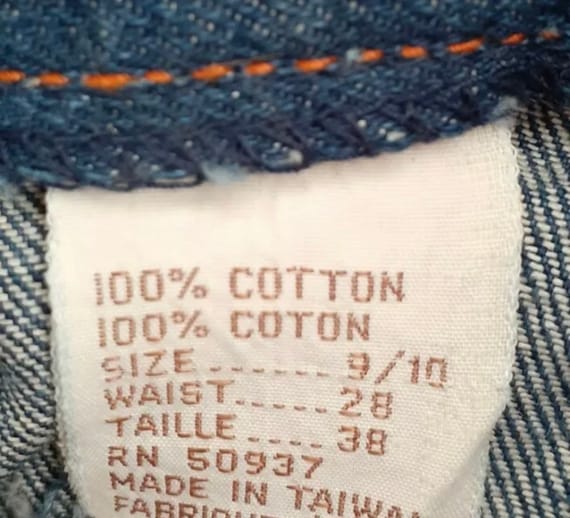 100% COTTON
100% COTON
SIZE....... 9/10
WAIST...... 28
TAILLE .... 38
RN 50937
MADE IN TAIWAN